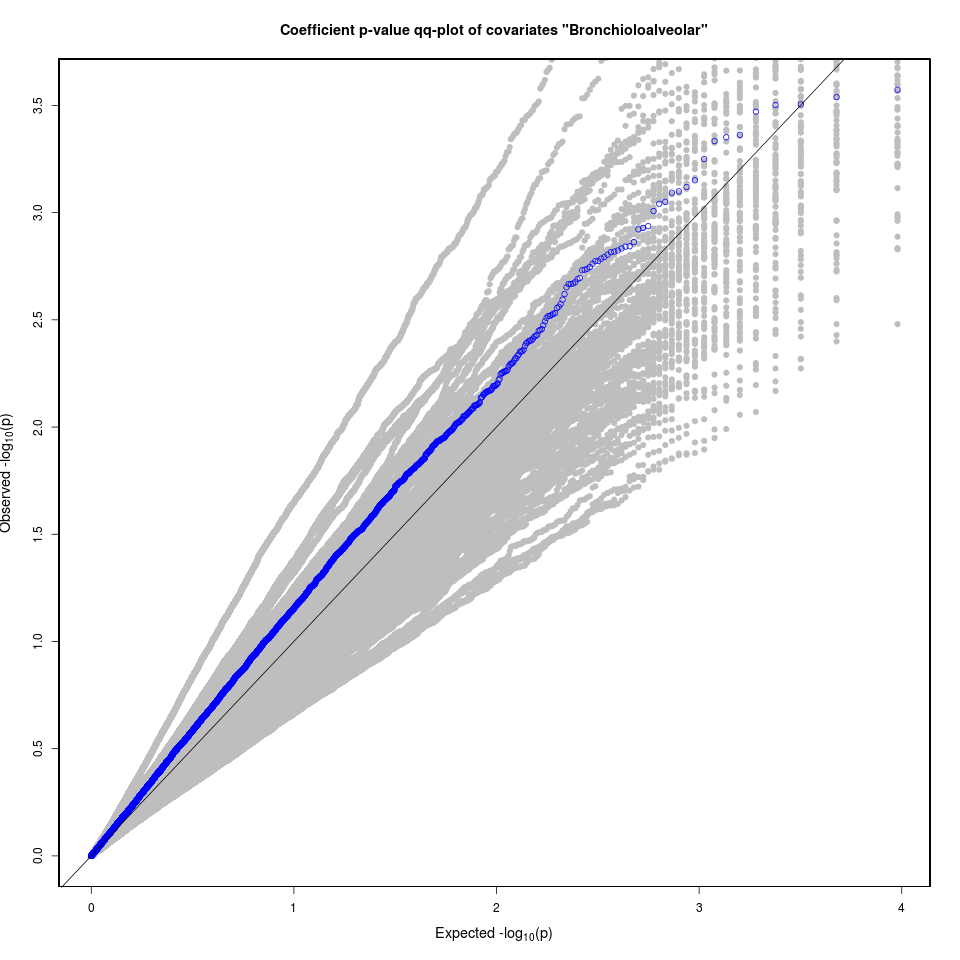 Coefficient p-value qq-plot of covariates "Bronchioloalveolar"
Observed -log10(p)
3.5
3.0
2.5
2.0
1.5
1.0
0.5
0.0
0 1 2 3 4
Expected -log10(p)